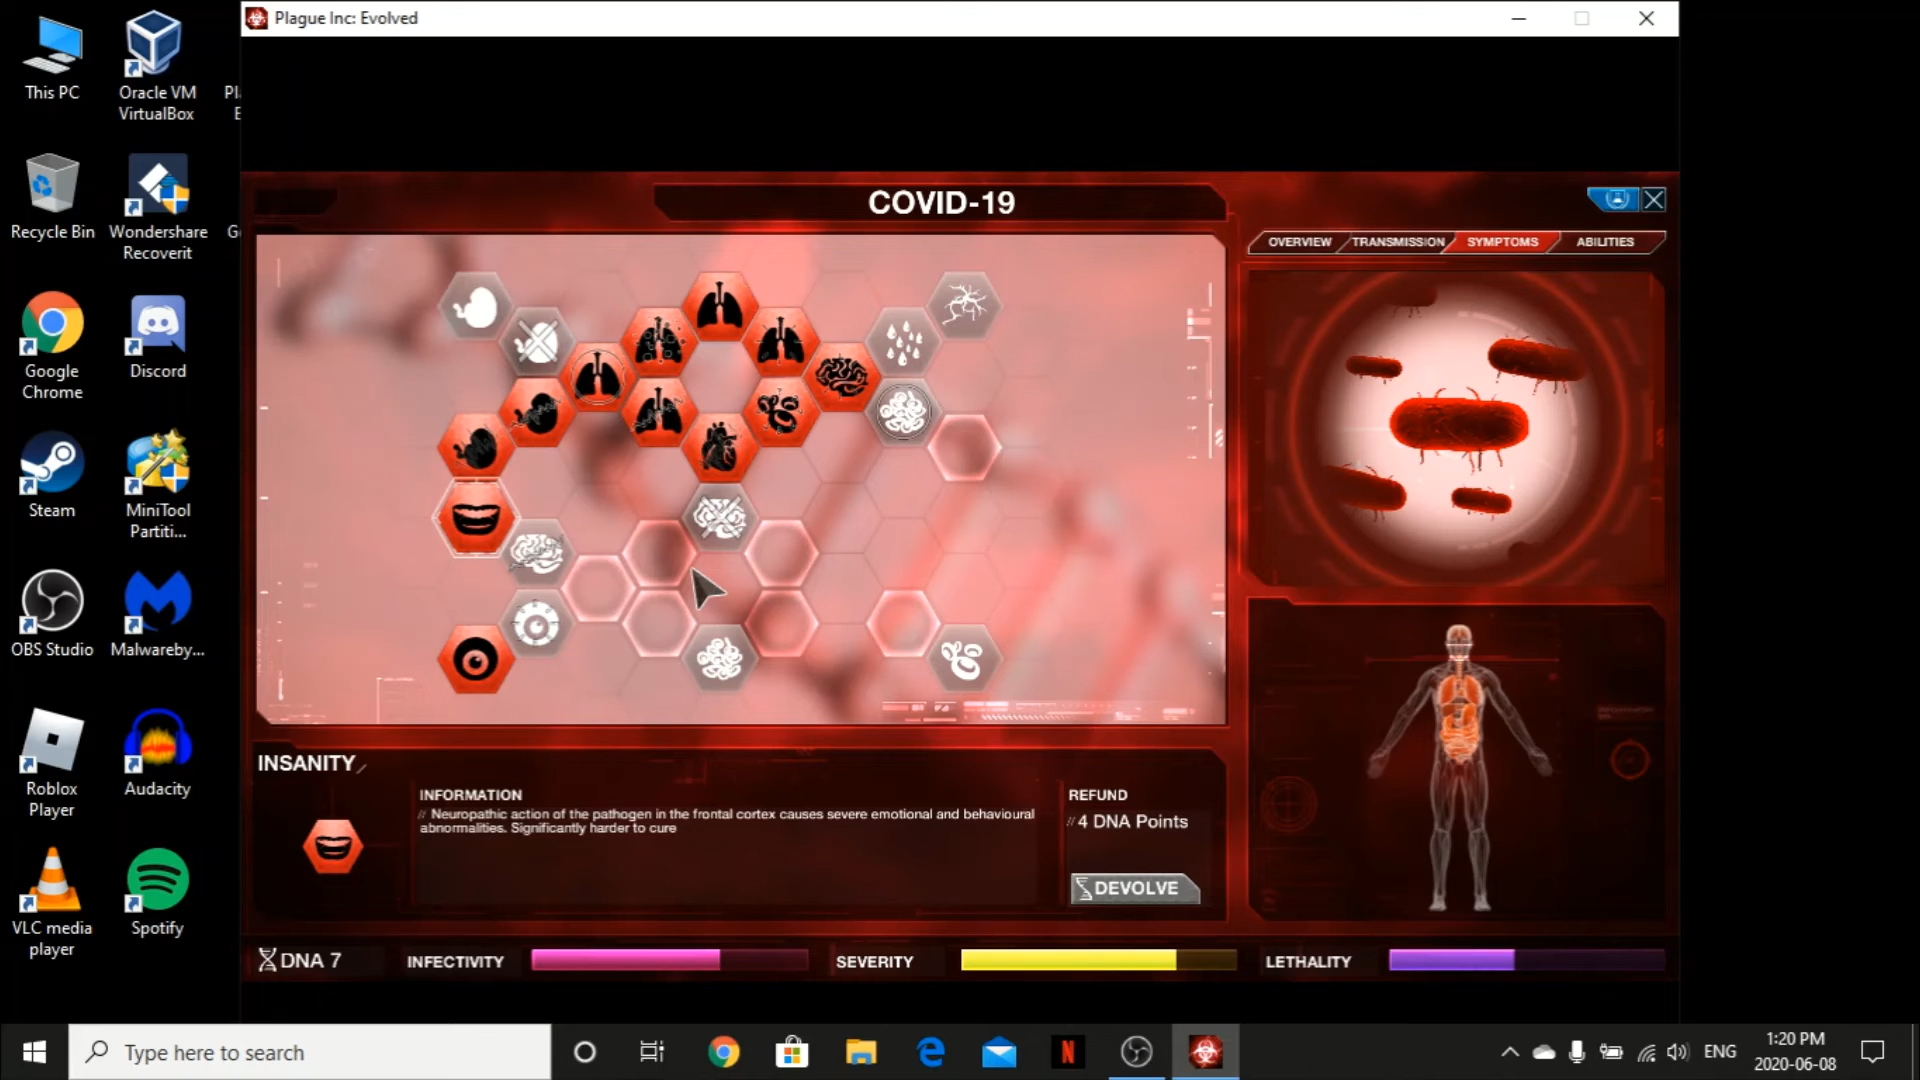 Plague Inc: Evolved
This PC
Oracle VM
VirtualBox
Recycle Bin
Wondershare
Recoverit
Google
Chrome
Discord
Steam
MiniTool
Partiti...
OBS Studio
Malwareby...
Roblox
Player
Audacity
VLC media
player
Spotify
COVID-19
OVERVIEW
TRANSMISSION
SYMPTOMS
ABILITIES
INSANITY
INFORMATION
// Neuropathic action of the pathogen in the frontal cortex causes severe emotional and behavioural
abnormalities. Significantly harder to cure
REFUND
// 4 DNA Points
DEVOLVE
DNA 7
INFECTIVITY
SEVERITY
LETHALITY
Type here to search
N
ENG
1:20 PM
2020-06-08